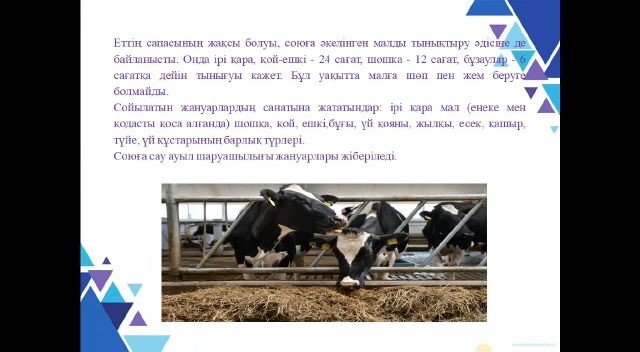 Еттің сапасының жақсы болуы, союға әкелінген малды тынықтыру әдісіне де
байланысты. Онда ірі қара, қой-ешкі - 24 сағат, шошка - 12 сағат, бұзаулар - 6
сағатқа дейін тынығуы кажет. Бұл уақытта малға шөп пен жем беруге
болмайды.
Сойылатын жануарлардың санатына жататындар: ірі қара мал (енеке мен
қодасты қоса алғанда) шошқа, қой, ешкі,бұғы, үй қояны, жылқы, есек, қашыр,
түйе, үй құстарының барлық түрлері.
Союға сау ауыл шаруашылығы жануарлары жіберіледі.